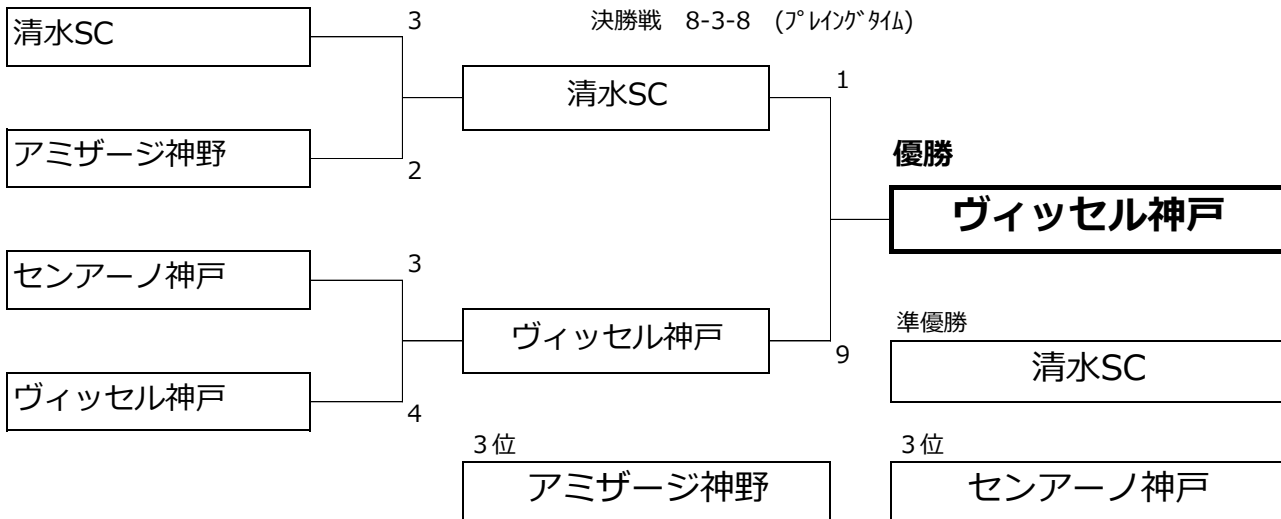 決勝戦 8-3-8 (ﾌﾟﾚｲﾝｸﾞﾀｲﾑ)
清水SC
3
清水SC
1
アミザージ神野
2
優勝
ヴィッセル神戸
センアーノ神戸
3
ヴィッセル神戸
9
準優勝
清水SC
ヴィッセル神戸
4
３位
アミザージ神野
３位
センアーノ神戸